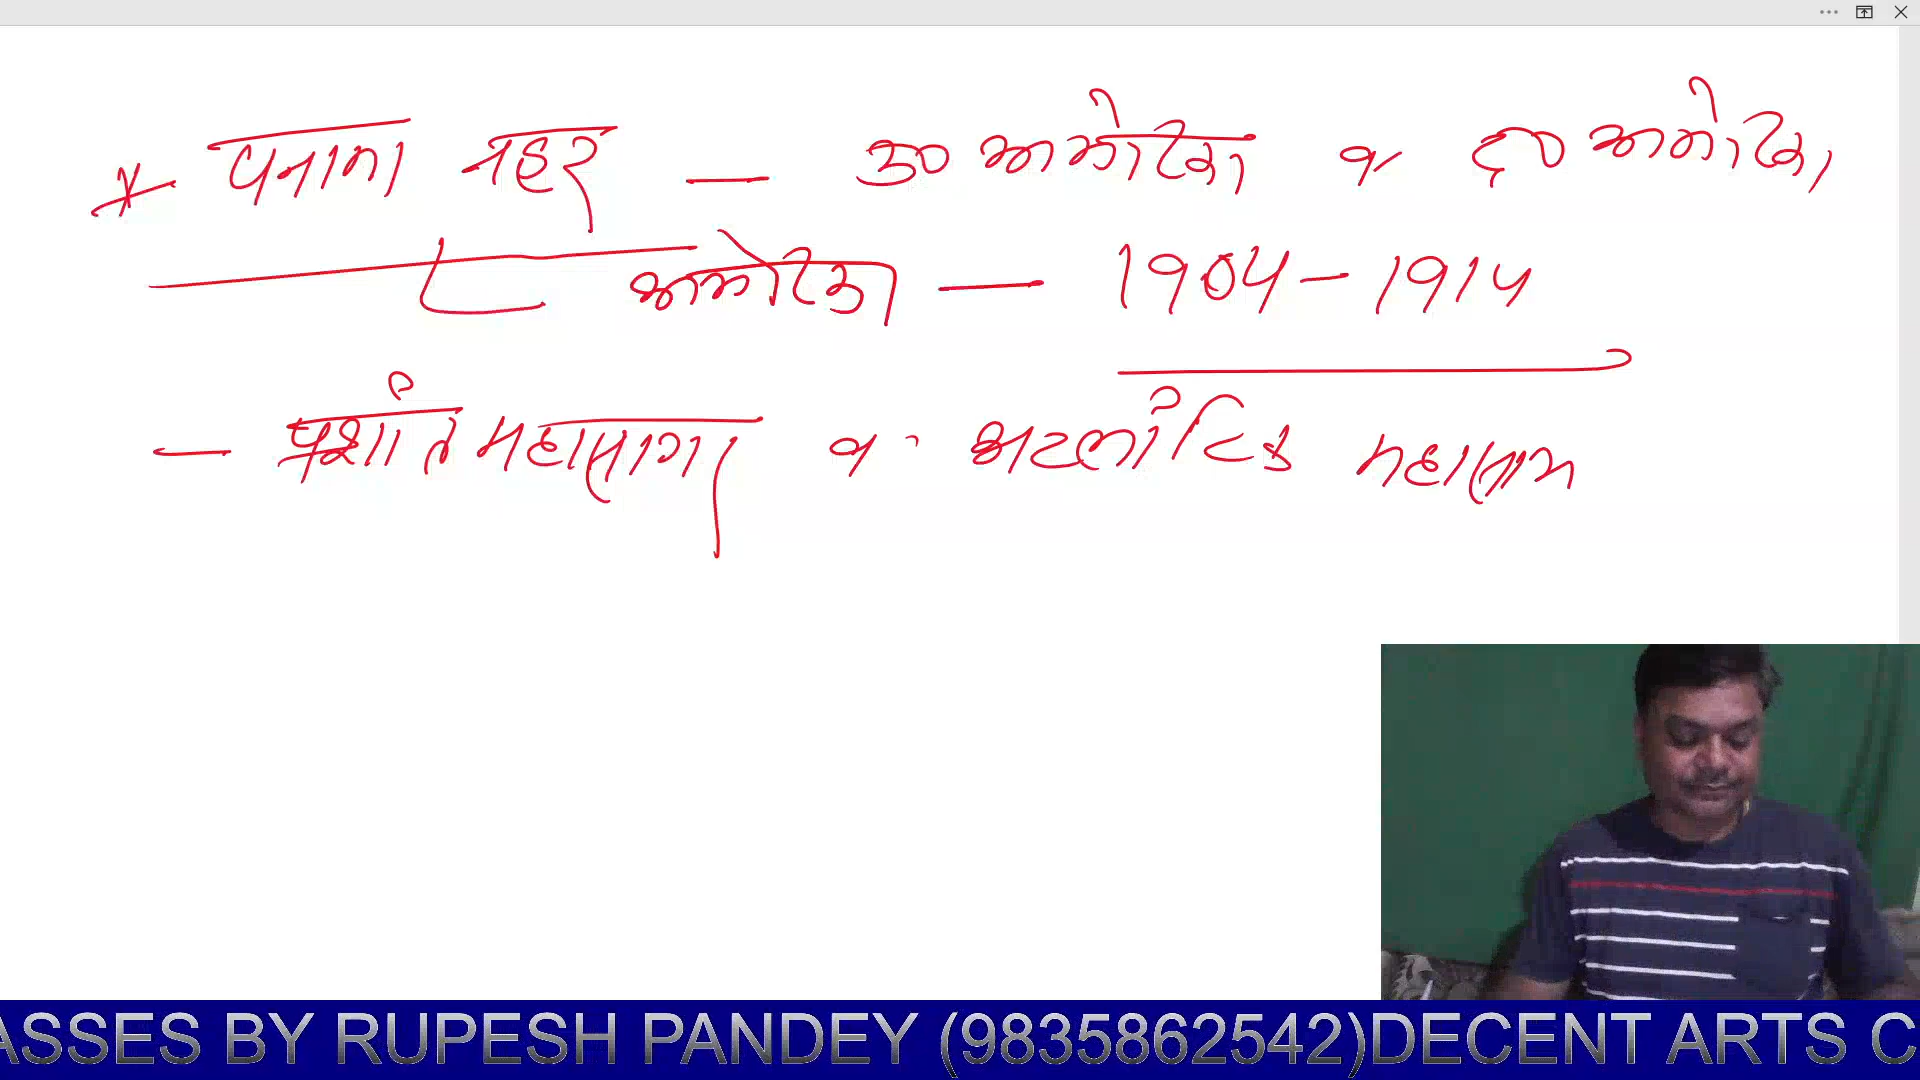 * पनामा नहर — उ० अमेरिका व द० अमेरिका
अमेरिका — 1904 – 1914
— प्रशांत महासागर व अटलांटिक महासाग
ASSES BY RUPESH PANDEY (9835862542)DECENT ARTS C